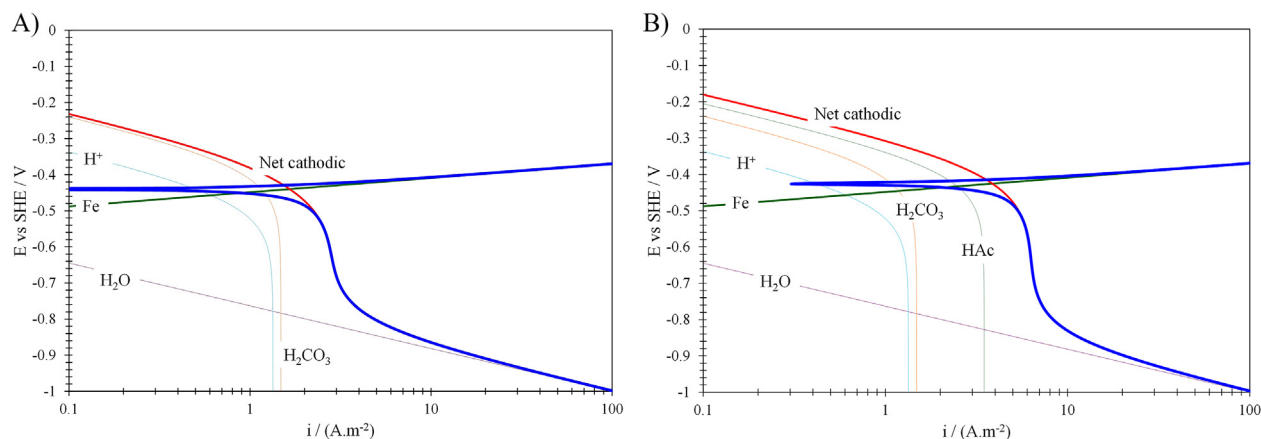 A)
0
-0.1
-0.2
-0.3
-0.4
-0.5
-0.6
-0.7
-0.8
-0.9
-1
E vs SHE / V
Net cathodic
H⁺
Fe
H₂O
H₂CO₃
0.1 1 10 100
i / (A.m⁻²)
B)
0
-0.1
-0.2
-0.3
-0.4
-0.5
-0.6
-0.7
-0.8
-0.9
-1
E vs SHE / V
Net cathodic
H⁺
Fe
H₂CO₃
HAc
H₂O
0.1 1 10 100
i / (A.m⁻²)